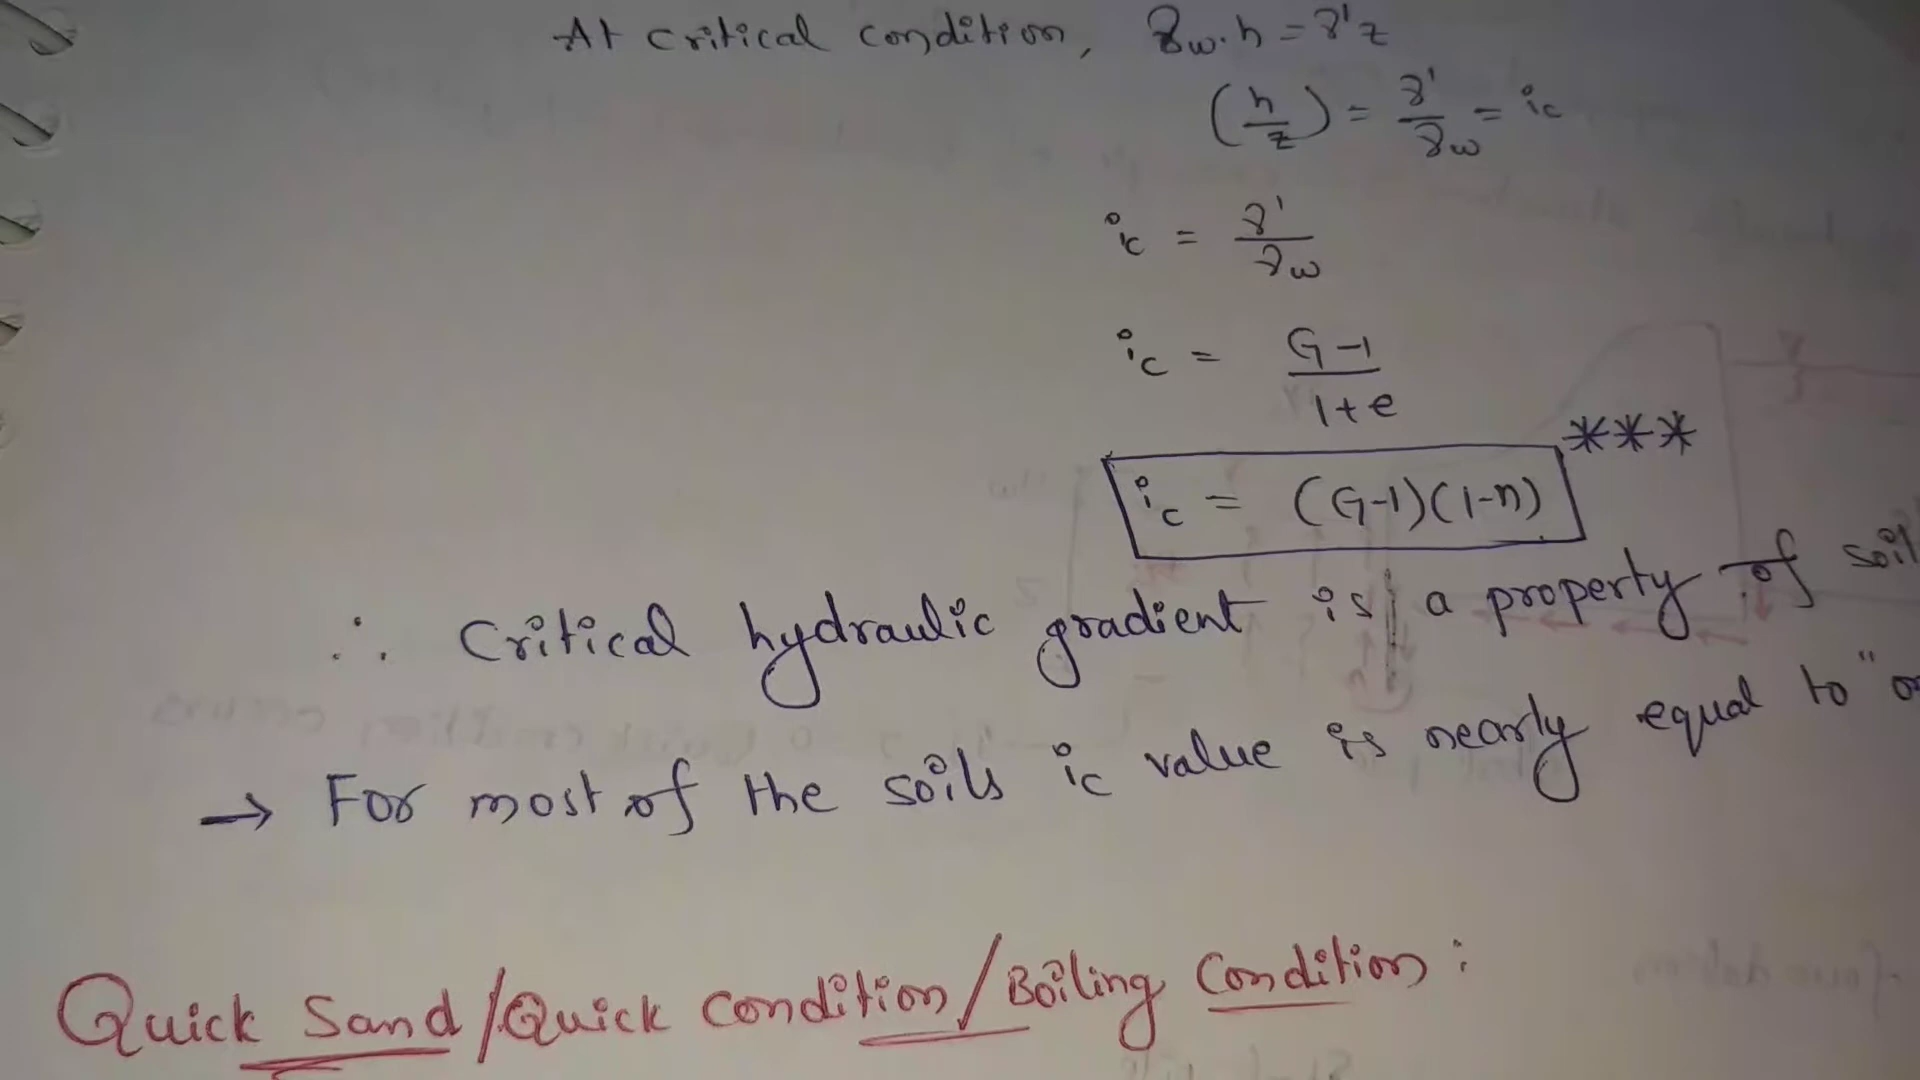 At critical condition, γw.h = γ'z
(h/z) = γ'/γw = ic
ic = γ'/γw
ic = G-1/1+e
ic = (G-1)(1-n) ***
∴ Critical hydraulic gradient is a property of soil
→ For most of the soils ic value is nearly equal to "
Quick Sand/Quick condition/Boiling Condition: